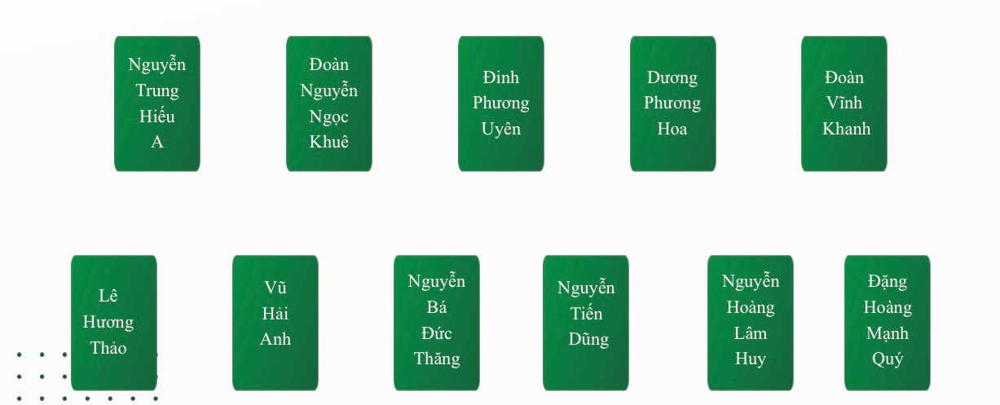 Nguyễn
Trung
Hiếu
A
Đoàn
Nguyễn
Ngọc
Khuê
Đinh
Phương
Uyên
Dương
Phương
Hoa
Đoàn
Vĩnh
Khanh
Lê
Hương
Thảo
Vũ
Hải
Anh
Nguyễn
Bá
Đức
Thăng
Nguyễn
Tiến
Dũng
Nguyễn
Hoàng
Lâm
Huy
Đặng
Hoàng
Mạnh
Quý